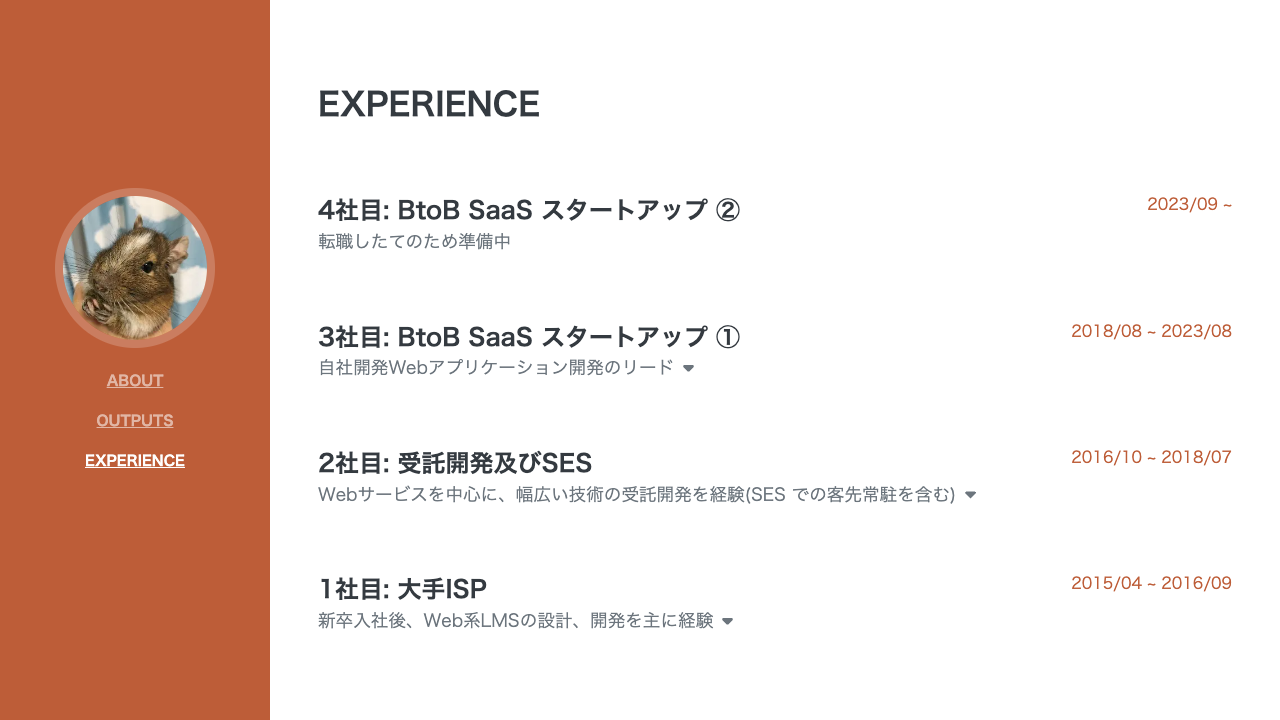 ABOUT
OUTPUTS
EXPERIENCE
EXPERIENCE
4社目: BtoB SaaS スタートアップ ②
2023/09 ~
転職したてのため準備中
3社目: BtoB SaaS スタートアップ ①
2018/08 ~ 2023/08
自社開発Webアプリケーション開発のリード
2社目: 受託開発及びSES
2016/10 ~ 2018/07
Webサービスを中心に、幅広い技術の受託開発を経験(SES での客先常駐を含む)
1社目: 大手ISP
2015/04 ~ 2016/09
新卒入社後、Web系LMSの設計、開発を主に経験